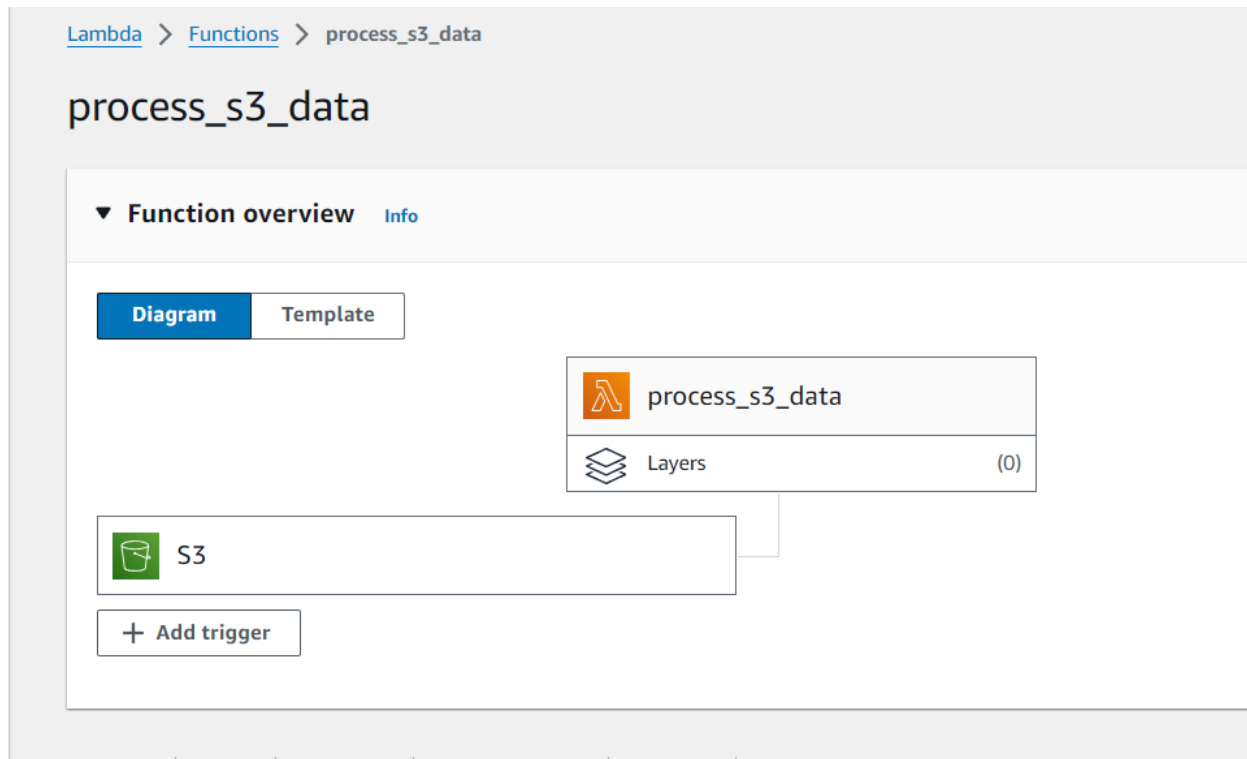 Lambda > Functions > process_s3_data
process_s3_data
Function overview Info
Diagram Template
process_s3_data
Layers (0)
S3
+ Add trigger